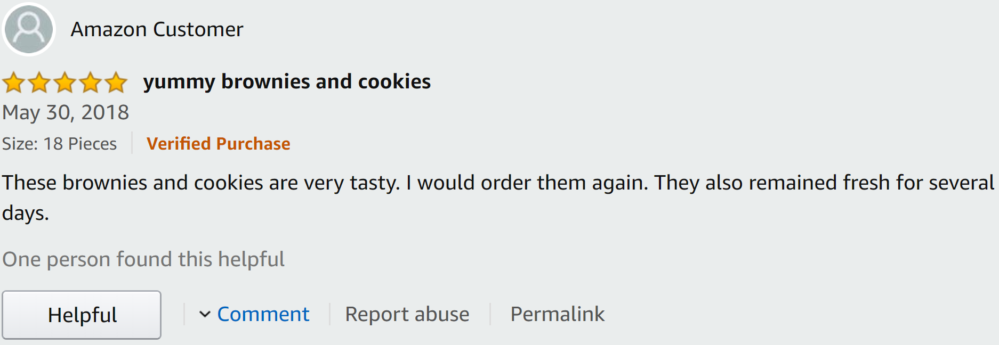 Amazon Customer
yummy brownies and cookies
May 30, 2018
Size: 18 Pieces Verified Purchase
These brownies and cookies are very tasty. I would order them again. They also remained fresh for several
days.
One person found this helpful
Helpful Comment Report abuse Permalink